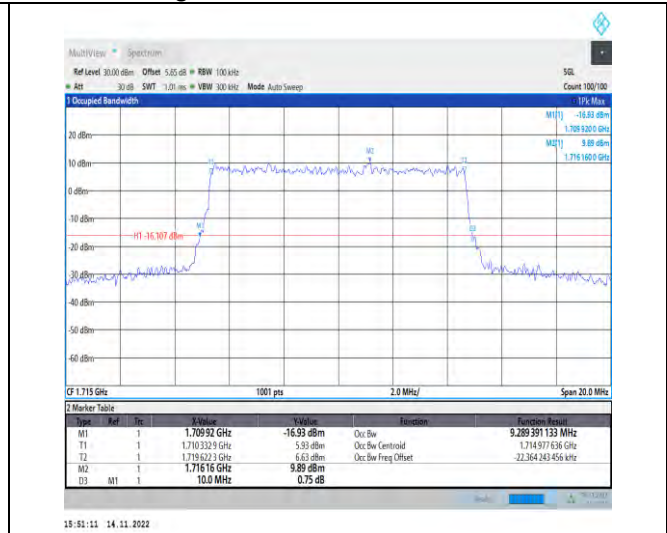 MultiView Spectrum
Ref Level 30.00 dBm Offset 5.85 dB RBW 100 kHz SGL
Att 30 dB SWT 1.01 ms VBW 300 kHz Mode Auto Sweep Count 100/100
1 Occupied Bandwidth 1Pk Max
M1[1] -16.93 dBm
1.709 920 0 GHz
20 dBm
M2[1] 9.89 dBm
1.716 160 0 GHz
M2
10 dBm
T1 T2
0 dBm
-10 dBm
M1
D3
H1 -16.107 dBm
-20 dBm
-30 dBm
-40 dBm
-50 dBm
-60 dBm
CF 1.715 GHz 1001 pts 2.0 MHz/ Span 20.0 MHz
2 Marker Table
Type Ref Trc X-Value Y-Value Function Function Result
M1 1 1.709 92 GHz -16.93 dBm Occ Bw 9.289 391 133 MHz
T1 1 1.710 332 9 GHz 5.93 dBm Occ Bw Centroid 1.714 977 636 GHz
T2 1 1.719 622 3 GHz 6.63 dBm Occ Bw Freq Offset -22.364 243 456 kHz
M2 1 1.716 16 GHz 9.89 dBm
D3 M1 1 10.0 MHz 0.75 dB
15:51:11 14.11.2022